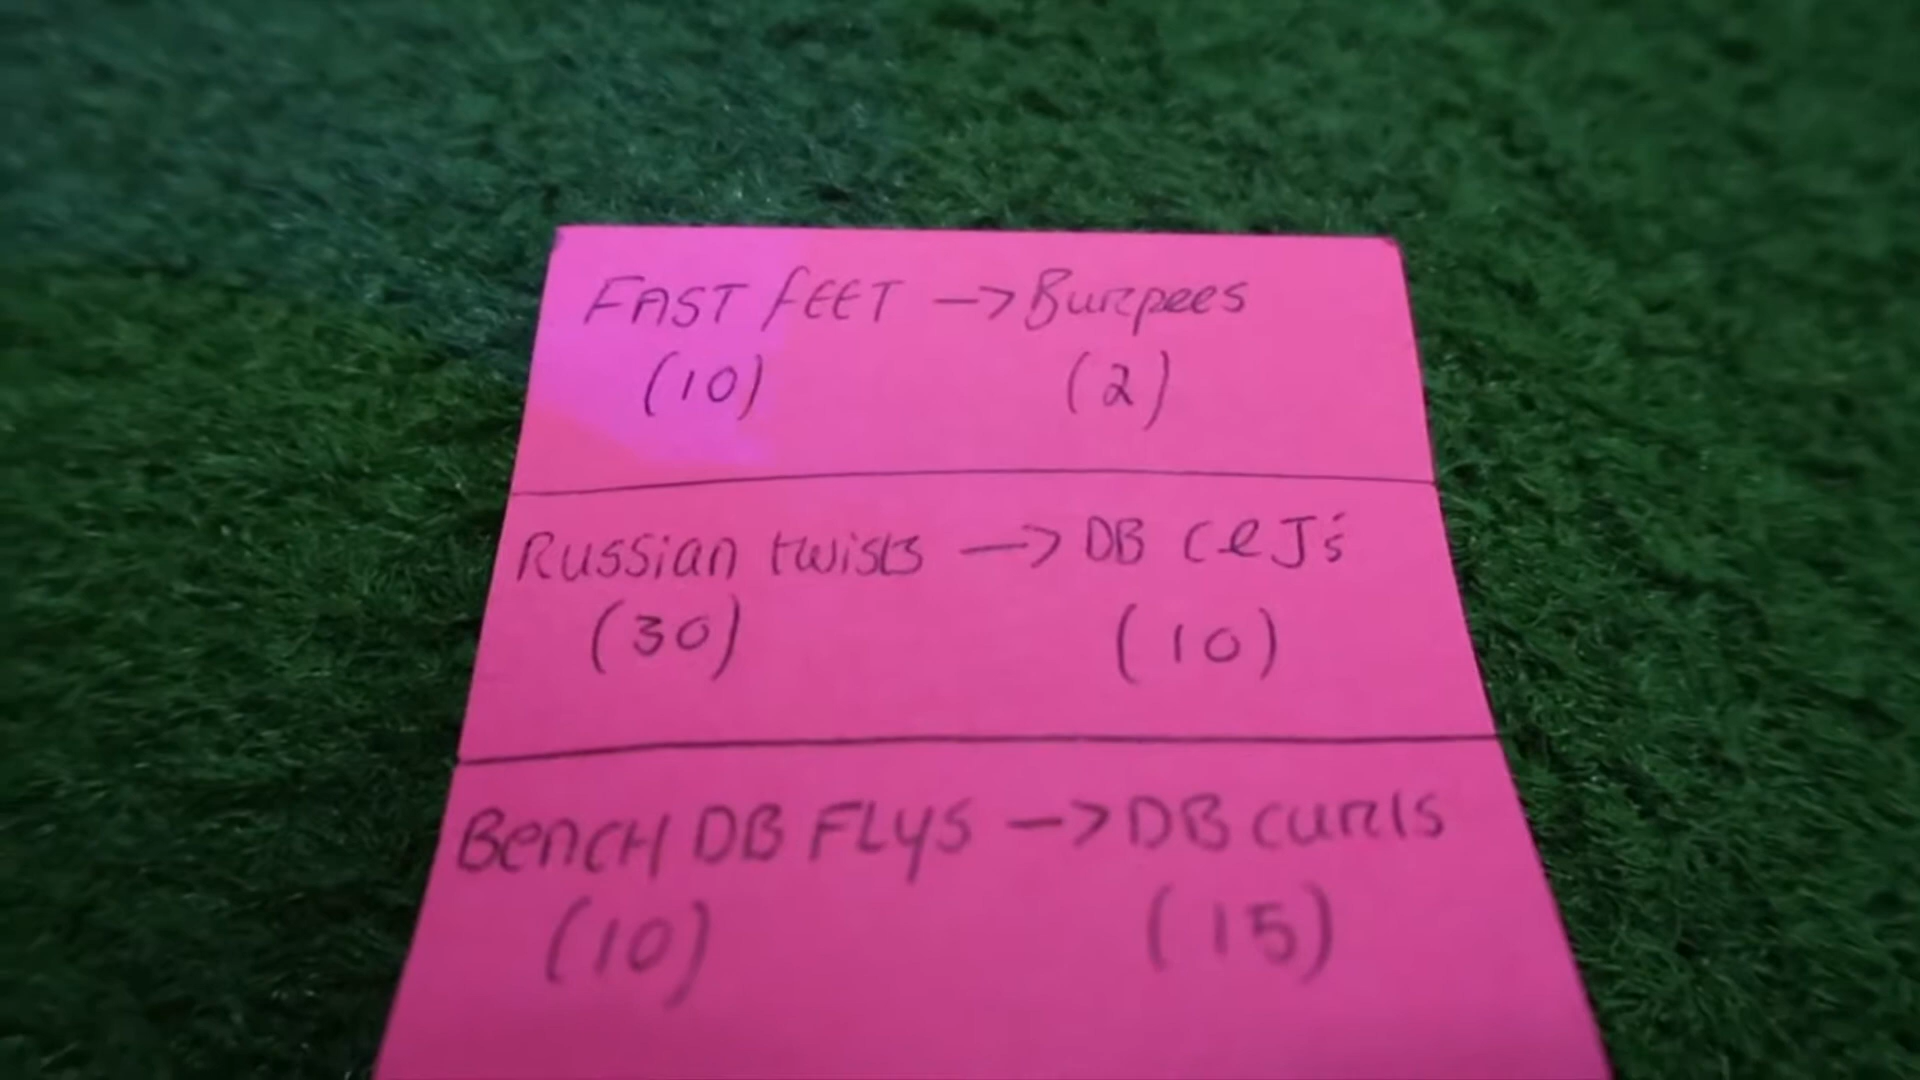 FAST FEET -> Burpees
(10) (2)
Russian twists -> DB C&J's
(30) (10)
Bench DB FLYS -> DB curls
(10) (15)